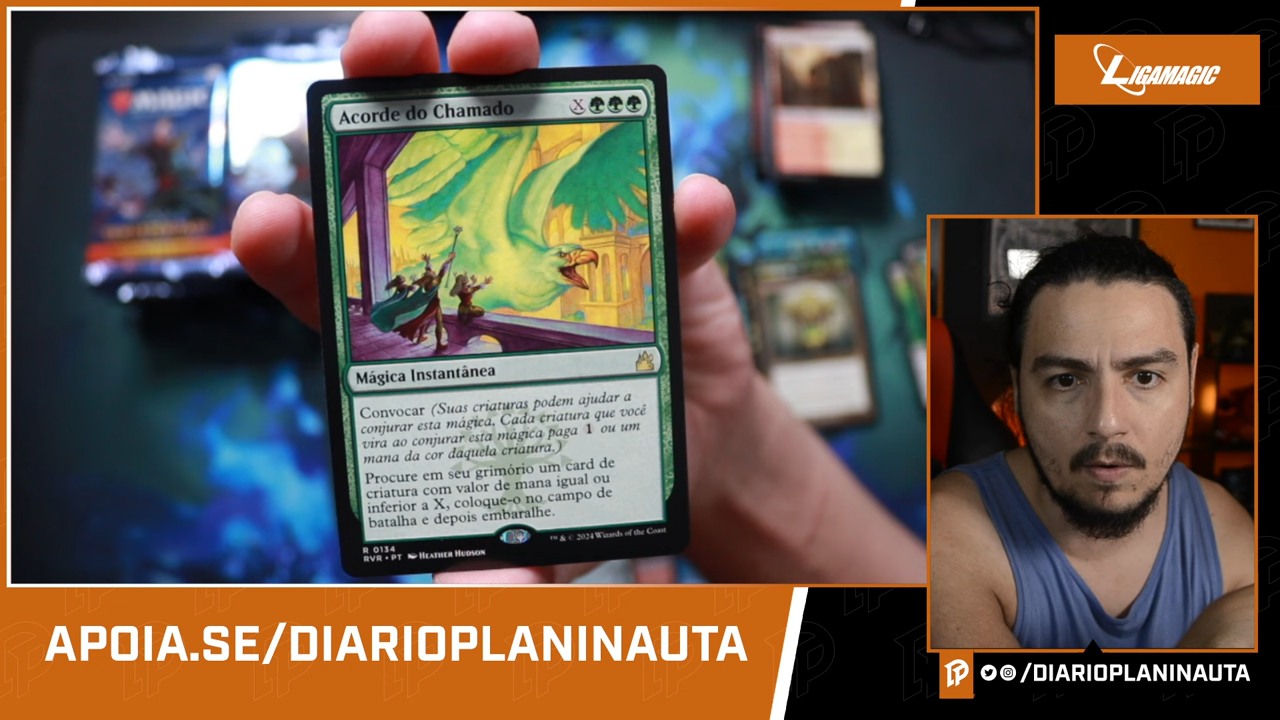 LIGAMAGIC
MAGIC
Acorde do Chamado X
Mágica Instantânea
Convocar (Suas criaturas podem ajudar a
conjurar esta mágica. Cada criatura que você
vira ao conjurar esta mágica paga 1 ou um
mana da cor daquela criatura.)
Procure em seu grimório um card de
criatura com valor de mana igual ou
inferior a X, coloque-o no campo de
batalha e depois embaralhe.
R 0134
RVR • PT HEATHER HUDSON
™ & © 2024 Wizards of the Coast
APOIA.SE/DIARIOPLANINAUTA
/DIARIOPLANINAUTA